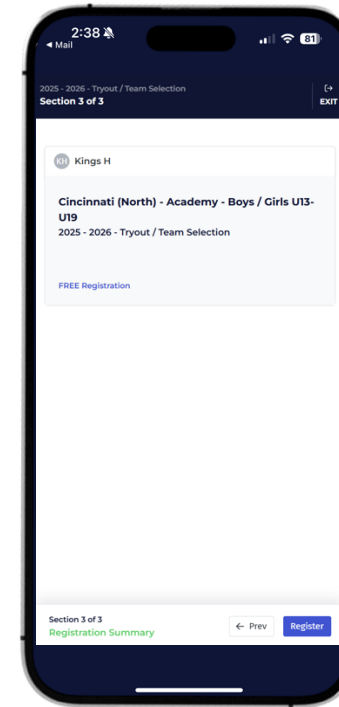 2:38
◀ Mail
81
2025 - 2026 - Tryout / Team Selection
Section 3 of 3
EXIT
KH Kings H
Cincinnati (North) - Academy - Boys / Girls U13-
U19
2025 - 2026 - Tryout / Team Selection
FREE Registration
Section 3 of 3
Registration Summary
← Prev
Register